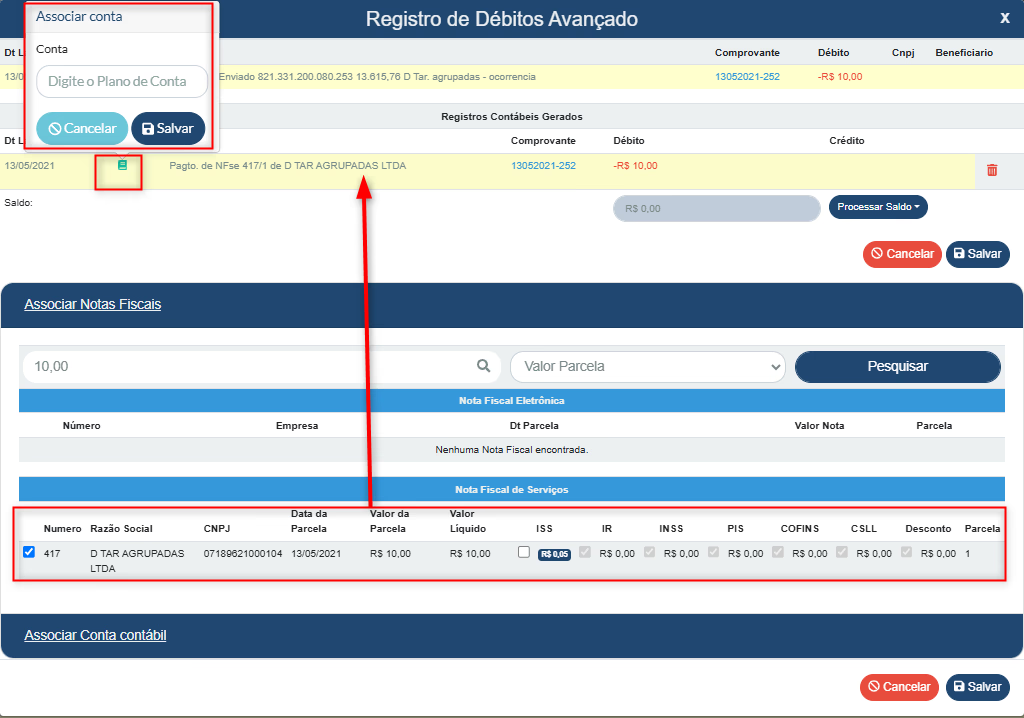 Registro de Débitos Avançado
x
Associar conta
Conta
Digite o Plano de Conta
Cancelar Salvar
Dt L Comprovante Débito Cnpj Beneficiario
Enviado 821.331.200.080.253 13.615,76 D Tar. agrupadas - ocorrencia 13052021-252 -R$ 10,00
Registros Contábeis Gerados
Dt L Comprovante Débito Crédito
13/05/2021 Pagto. de NFse 417/1 de D TAR AGRUPADAS LTDA 13052021-252 -R$ 10,00
Saldo: R$ 0,00 Processar Saldo
Cancelar Salvar
Associar Notas Fiscais
10,00 Valor Parcela Pesquisar
Nota Fiscal Eletrônica
Número Empresa Dt Parcela Valor Nota Parcela
Nenhuma Nota Fiscal encontrada.
Nota Fiscal de Serviços
Numero Razão Social CNPJ Data da Parcela Valor da Parcela Valor Líquido ISS IR INSS PIS COFINS CSLL Desconto Parcela
417 D TAR AGRUPADAS LTDA 07189621000104 13/05/2021 R$ 10,00 R$ 10,00 R$ 0,05 R$ 0,00 R$ 0,00 R$ 0,00 R$ 0,00 R$ 0,00 R$ 0,00 1
Associar Conta contábil
Cancelar Salvar